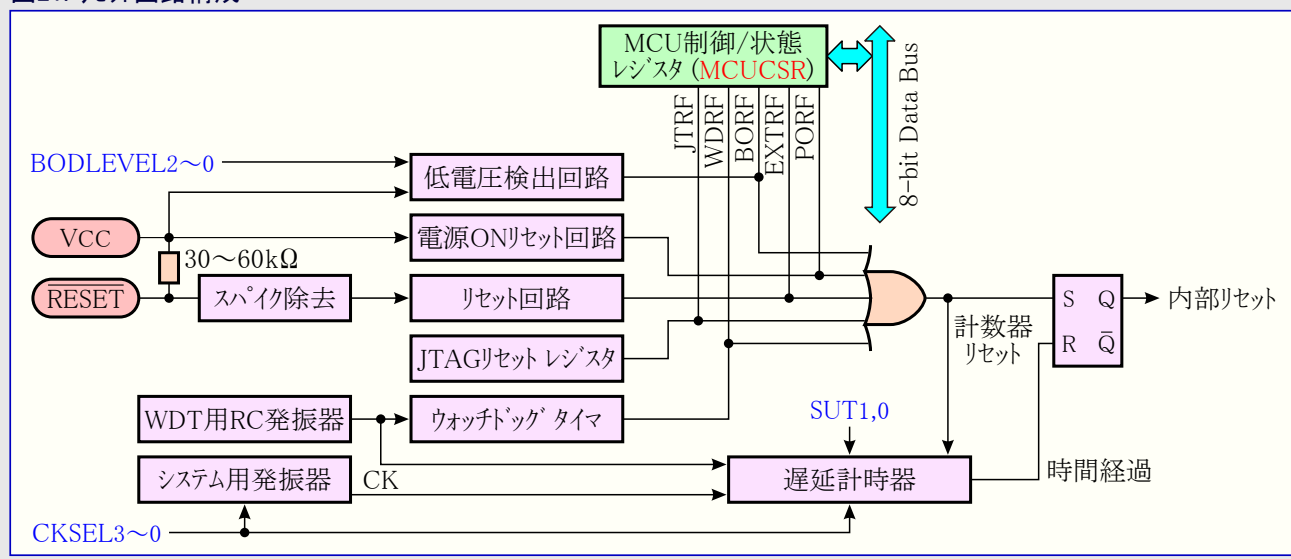 MCU制御/状態
レジスタ (MCUCSR)
JTRF
WDRF
BORF
EXTRF
PORF
8-bit Data Bus
BODLEVEL2～0
低電圧検出回路
VCC
電源ONリセット回路
30～60kΩ
RESET
スパイク除去
リセット回路
JTAGリセット レジスタ
WDT用RC発振器
ウォッチドッグ タイマ
システム用発振器
CK
CKSEL3～0
SUT1,0
遅延計時器
計数器
リセット
時間経過
S Q
R Q̅
内部リセット